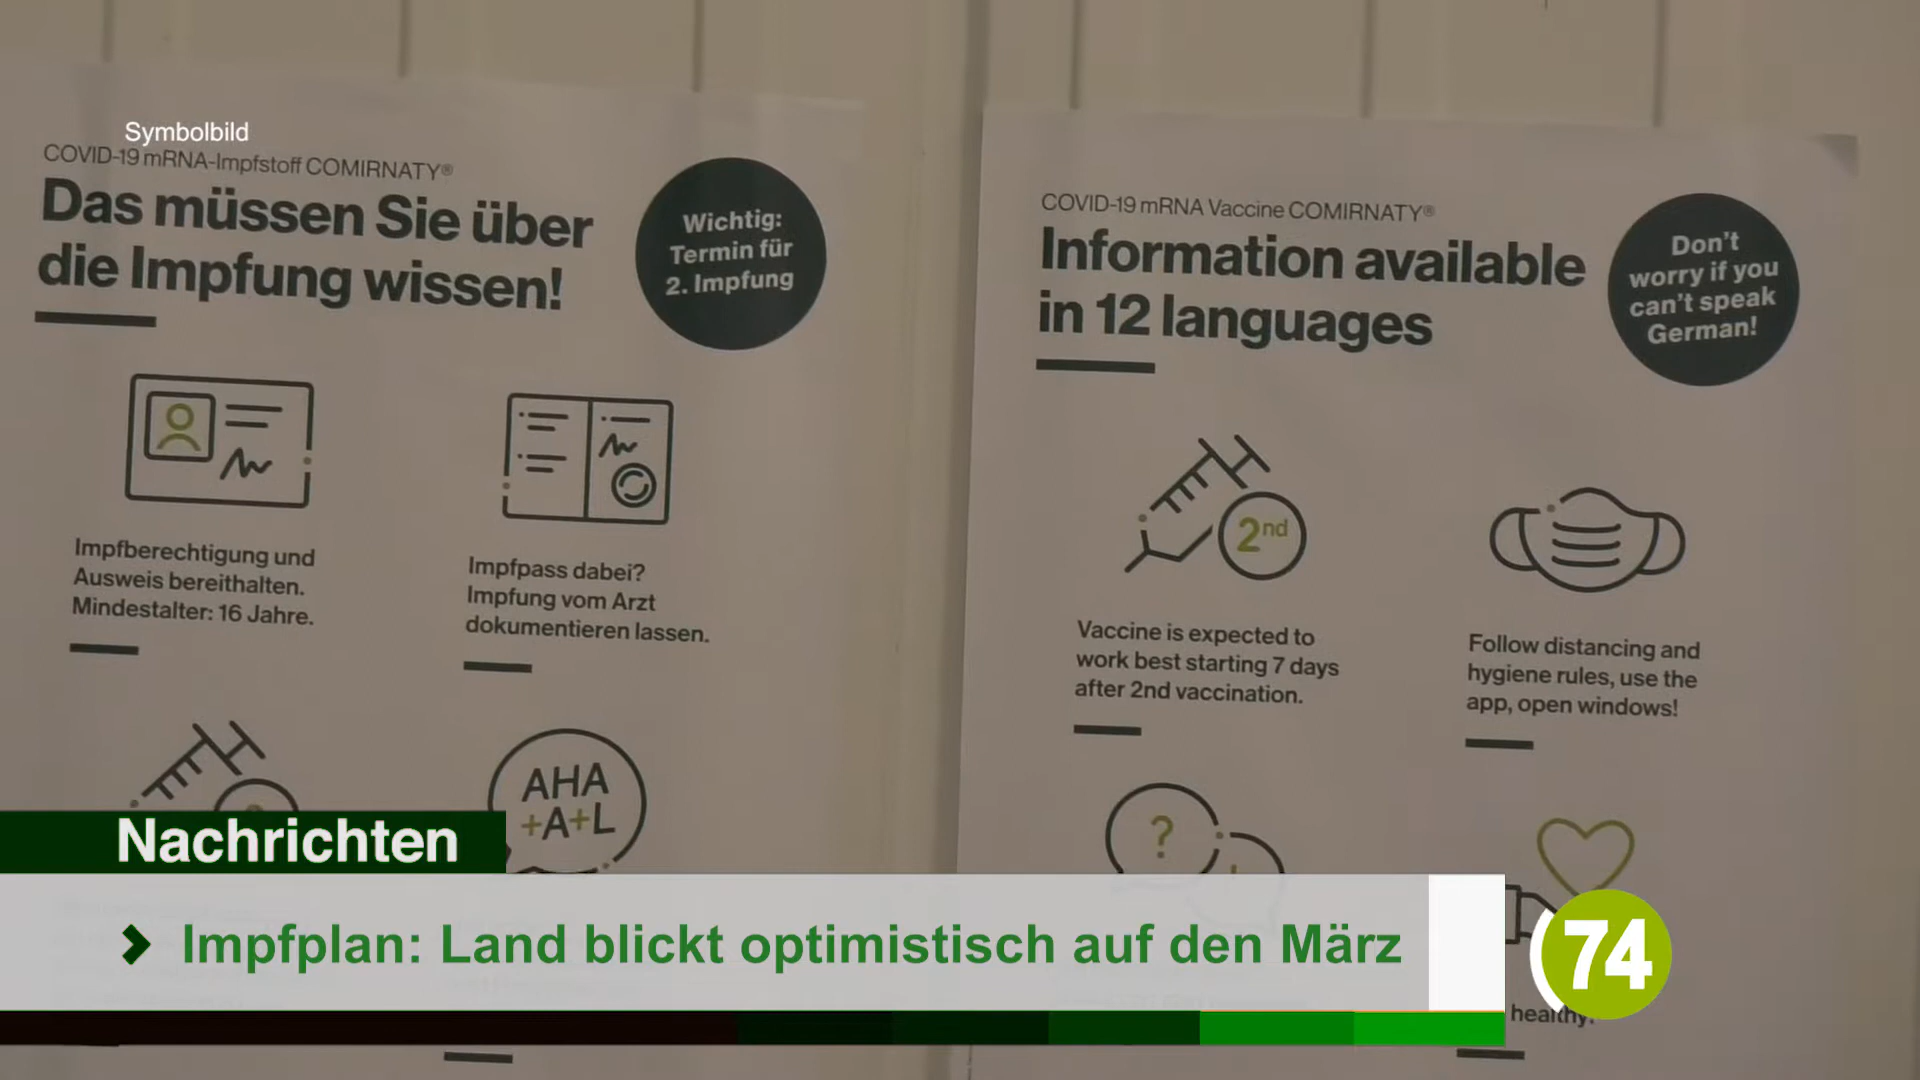 Symbolbild
COVID-19 mRNA-Impfstoff COMIRNATY®
Das müssen Sie über
die Impfung wissen!
Wichtig:
Termin für
2. Impfung
Impfberechtigung und
Ausweis bereithalten.
Mindestalter: 16 Jahre.
Impfpass dabei?
Impfung vom Arzt
dokumentieren lassen.
AHA
+A+L
COVID-19 mRNA Vaccine COMIRNATY®
Information available
in 12 languages
Don't
worry if you
can't speak
German!
2nd
Vaccine is expected to
work best starting 7 days
after 2nd vaccination.
Follow distancing and
hygiene rules, use the
app, open windows!
?
healthy.
Nachrichten
Impfplan: Land blickt optimistisch auf den März
74